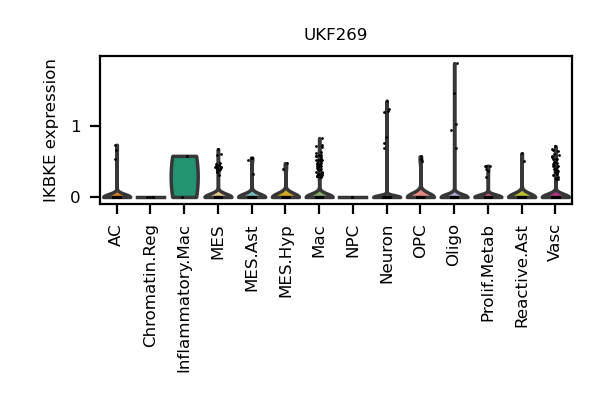 UKF269
IKBKE expression
1
0
AC
Chromatin.Reg
Inflammatory.Mac
MES
MES.Ast
MES.Hyp
Mac
NPC
Neuron
OPC
Oligo
Prolif.Metab
Reactive.Ast
Vasc